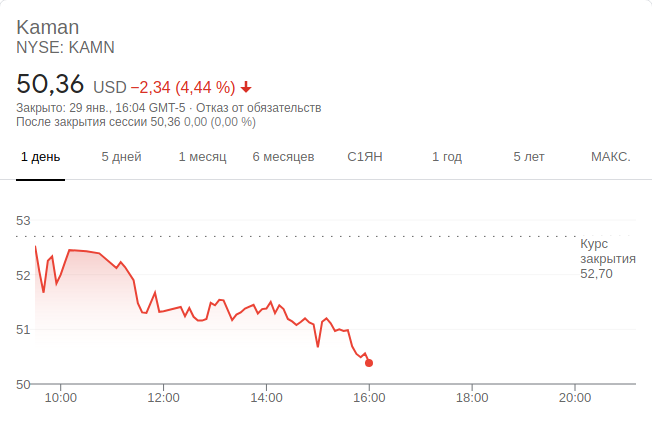 Kaman
NYSE: KAMN
50,36 USD −2,34 (4,44 %)
Закрыто: 29 янв., 16:04 GMT-5 · Отказ от обязательств
После закрытия сессии 50,36 0,00 (0,00 %)
1 день 5 дней 1 месяц 6 месяцев С1ЯН 1 год 5 лет МАКС.
53
Курс
закрытия
52,70
52
51
50
10:00 12:00 14:00 16:00 18:00 20:00